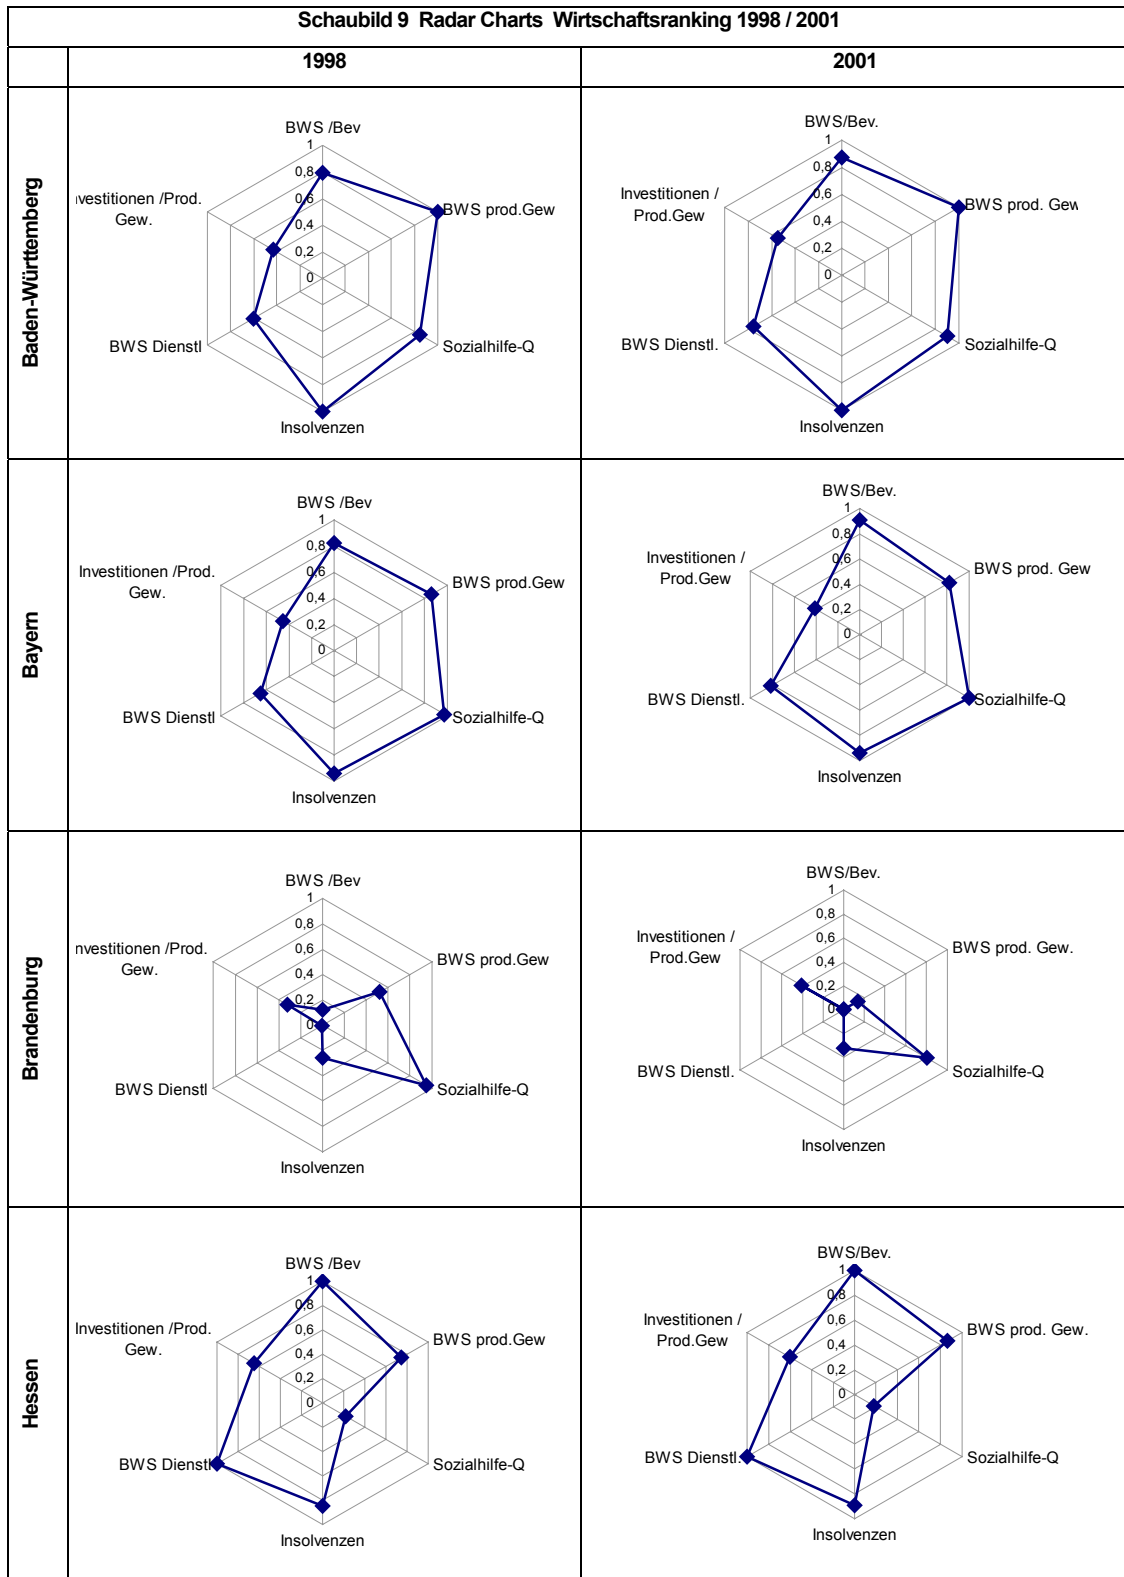 Schaubild 9 Radar Charts Wirtschaftsranking 1998 / 2001
1998
2001
Baden-Württemberg
BWS /Bev
1
0,8
0,6
0,4
0,2
0
BWS prod.Gew
Sozialhilfe-Q
Insolvenzen
BWS Dienstl
nvestitionen /Prod.
Gew.
BWS/Bev.
1
0,8
0,6
0,4
0,2
0
BWS prod. Gew
Sozialhilfe-Q
Insolvenzen
BWS Dienstl.
Investitionen /
Prod.Gew
Bayern
BWS /Bev
1
0,8
0,6
0,4
0,2
0
BWS prod.Gew
Sozialhilfe-Q
Insolvenzen
BWS Dienstl
Investitionen /Prod.
Gew.
BWS/Bev.
1
0,8
0,6
0,4
0,2
0
BWS prod. Gew
Sozialhilfe-Q
Insolvenzen
BWS Dienstl.
Investitionen /
Prod.Gew
Brandenburg
BWS /Bev
1
0,8
0,6
0,4
0,2
0
BWS prod.Gew
Sozialhilfe-Q
Insolvenzen
BWS Dienstl
nvestitionen /Prod.
Gew.
BWS/Bev.
1
0,8
0,6
0,4
0,2
0
BWS prod. Gew.
Sozialhilfe-Q
Insolvenzen
BWS Dienstl.
Investitionen /
Prod.Gew
Hessen
BWS /Bev
1
0,8
0,6
0,4
0,2
0
BWS prod.Gew
Sozialhilfe-Q
Insolvenzen
BWS Dienstl
Investitionen /Prod.
Gew.
BWS/Bev.
1
0,8
0,6
0,4
0,2
0
BWS prod. Gew.
Sozialhilfe-Q
Insolvenzen
BWS Dienstl.
Investitionen /
Prod.Gew